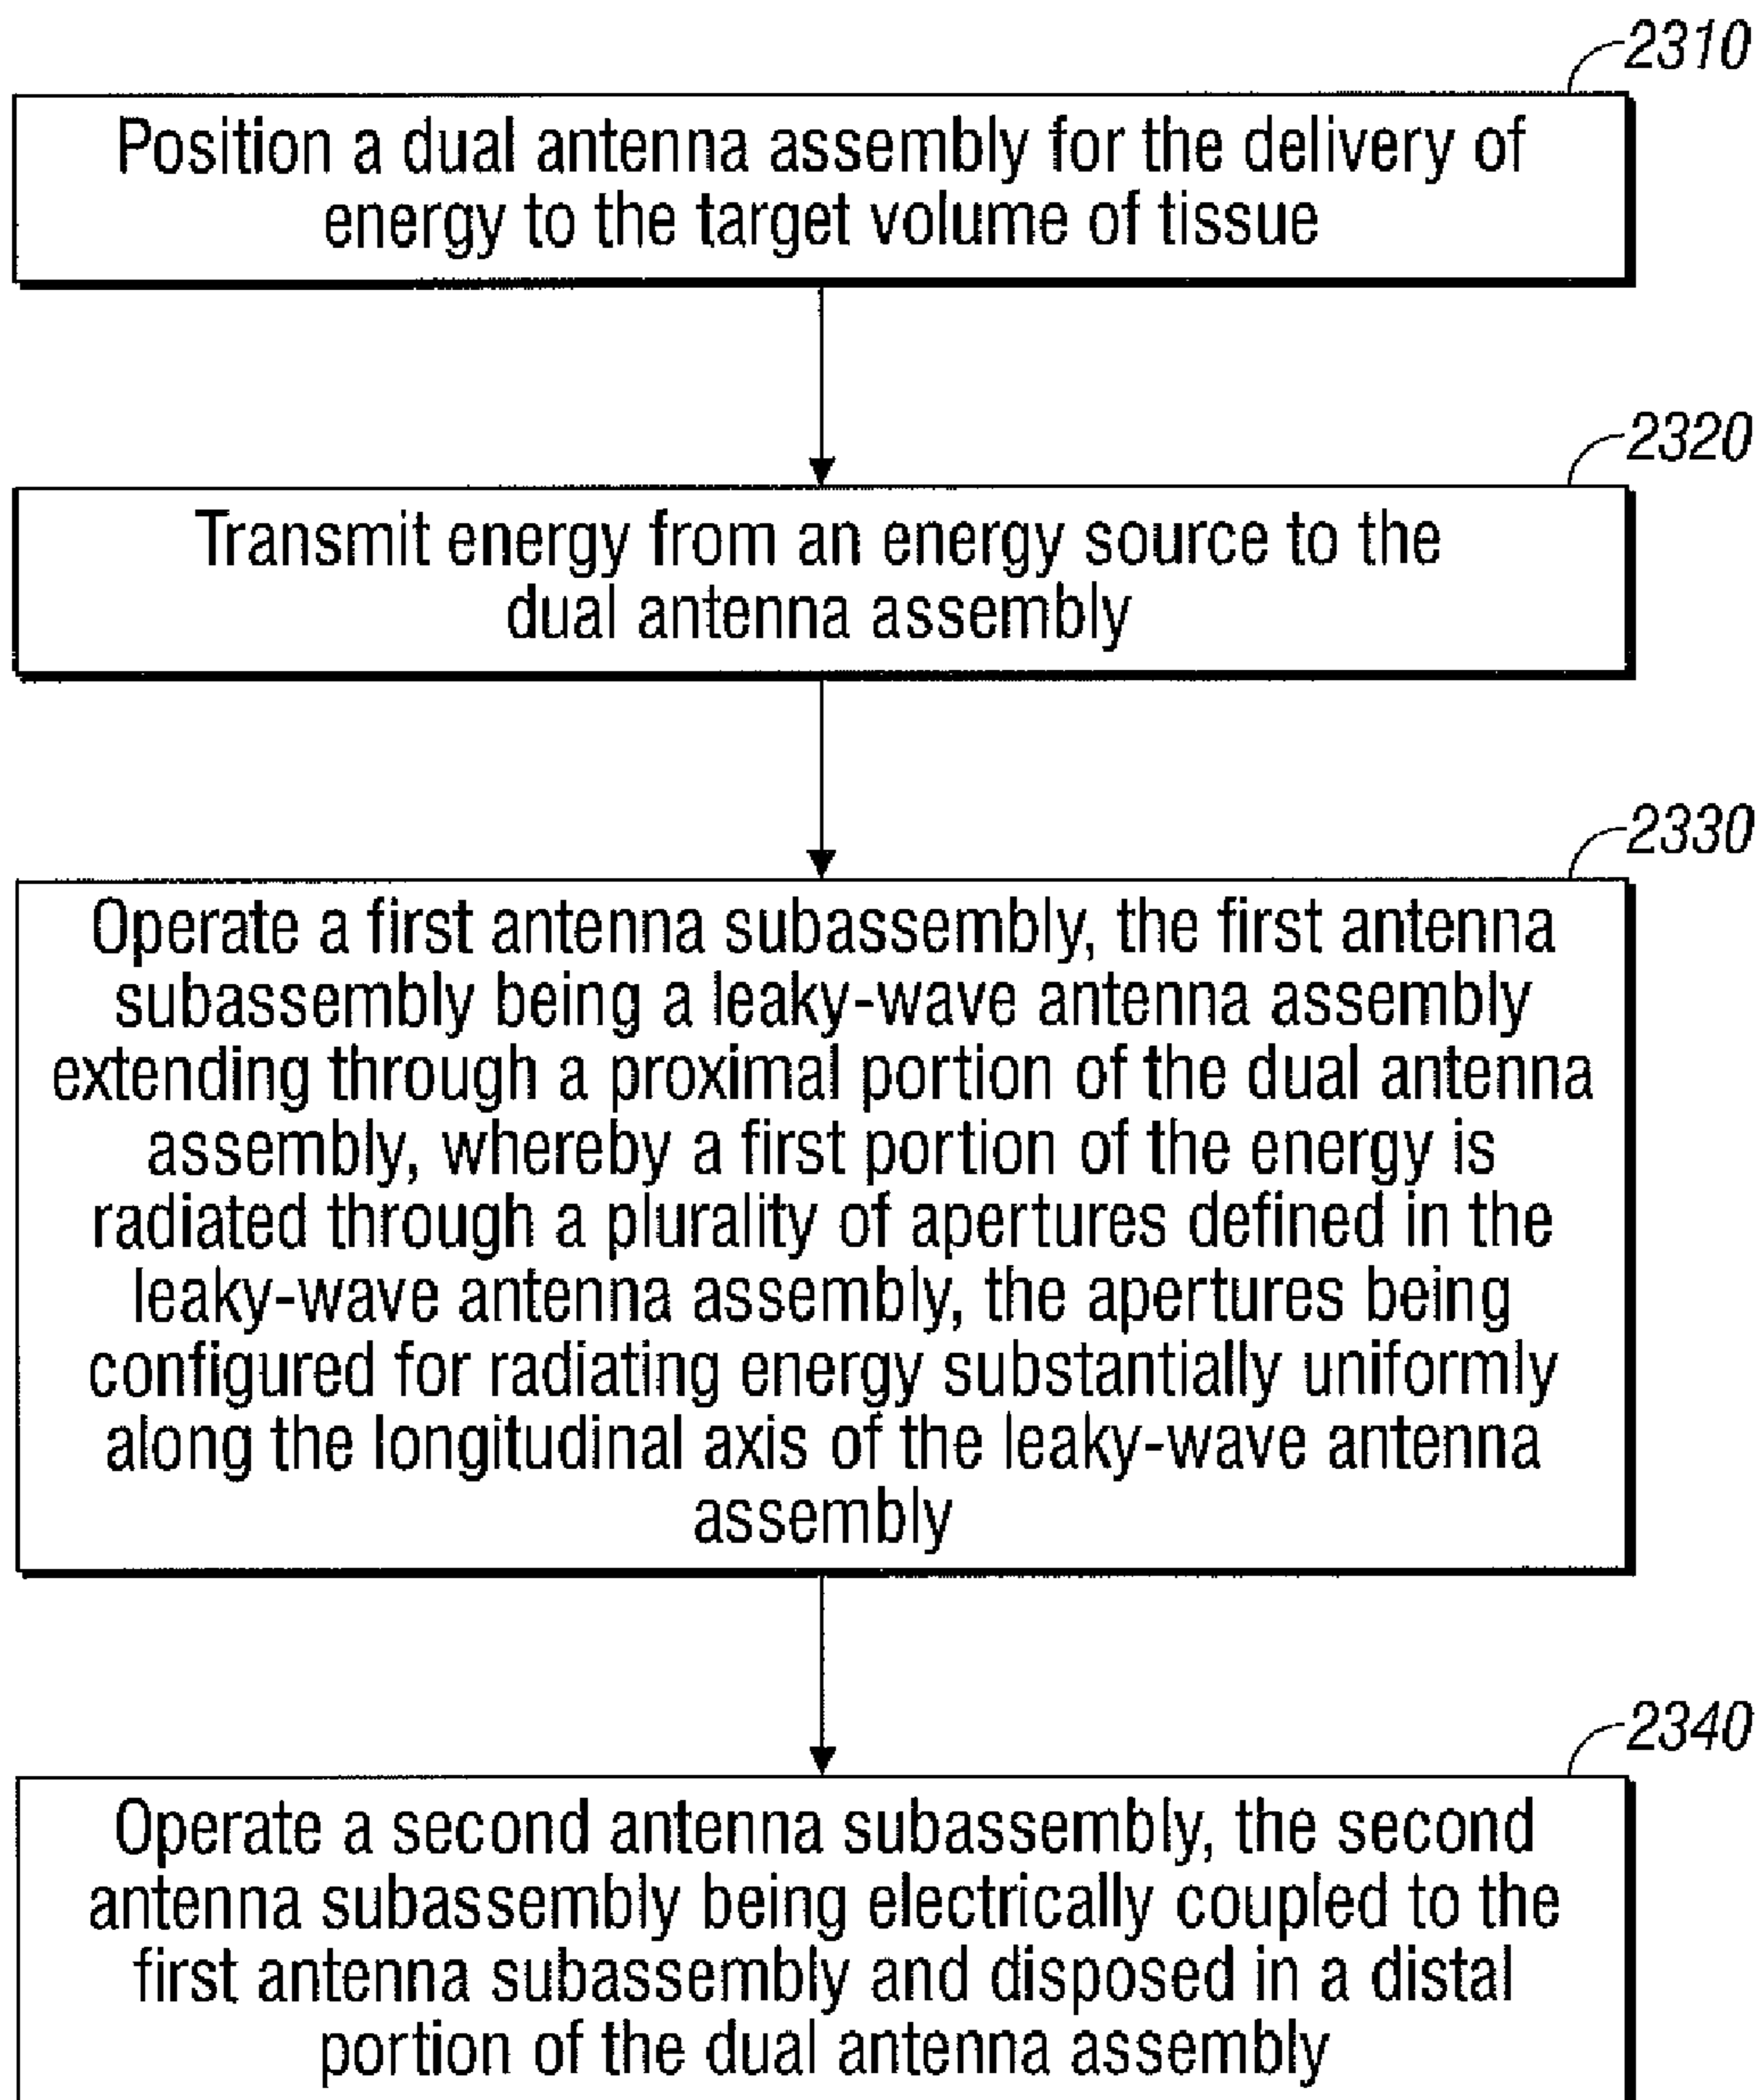 2310
Position a dual antenna assembly for the delivery of
energy to the target volume of tissue
2320
Transmit energy from an energy source to the
dual antenna assembly
2330
Operate a first antenna subassembly, the first antenna
subassembly being a leaky-wave antenna assembly
extending through a proximal portion of the dual antenna
assembly, whereby a first portion of the energy is
radiated through a plurality of apertures defined in the
leaky-wave antenna assembly, the apertures being
configured for radiating energy substantially uniformly
along the longitudinal axis of the leaky-wave antenna
assembly
2340
Operate a second antenna subassembly, the second
antenna subassembly being electrically coupled to the
first antenna subassembly and disposed in a distal
portion of the dual antenna assembly